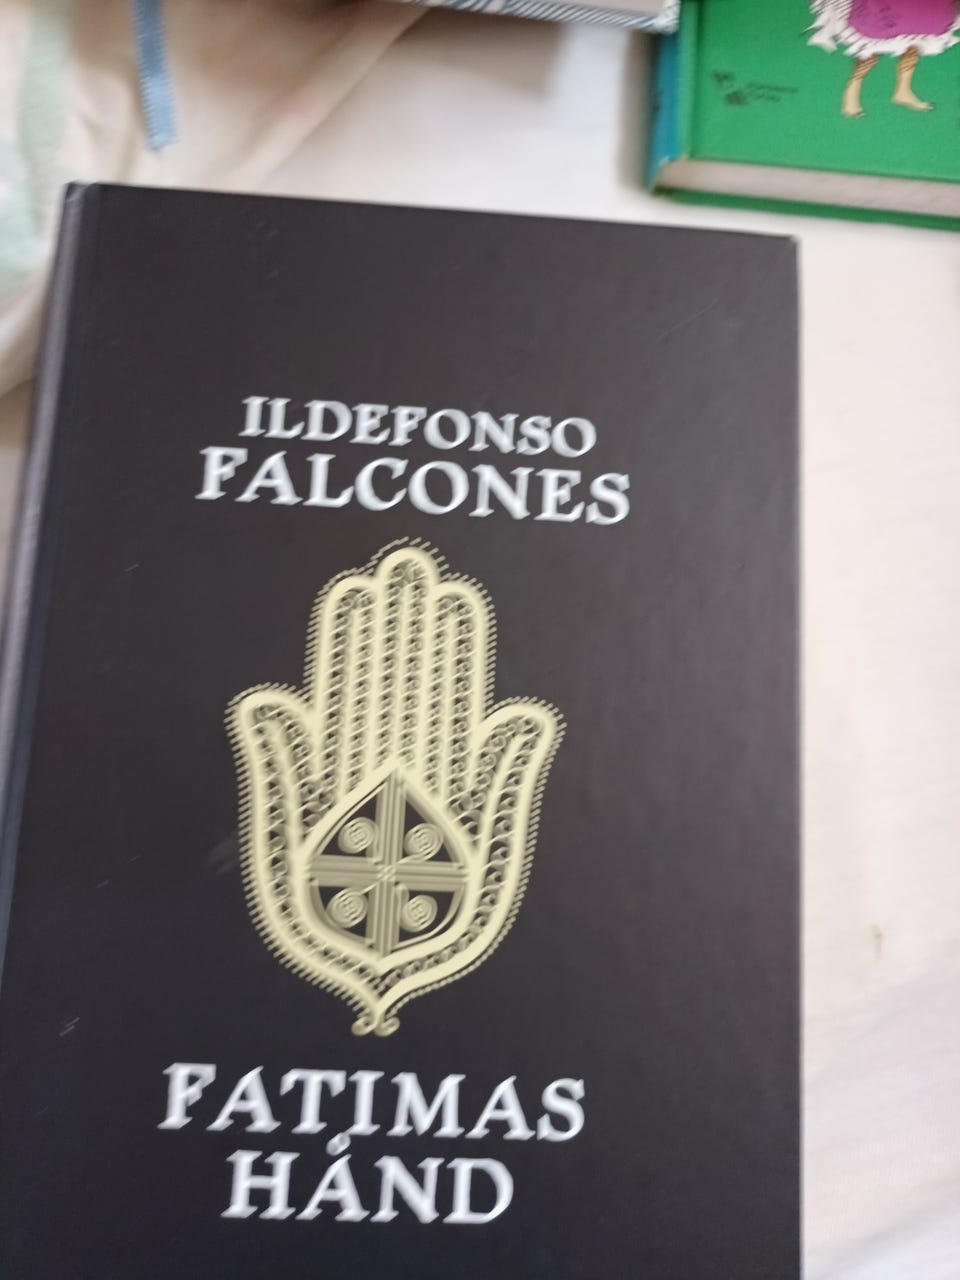 ILDEFONSO
FALCONES
FATIMAS
HÅND